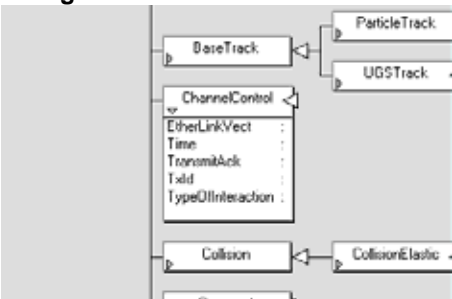 ParticleTrack
BaseTrack
UGSTrack
ChannelControl
EtherLinkVect :
Time :
TransmitAck :
TxId :
TypeOfInteraction :
Collision
CollisionElastic